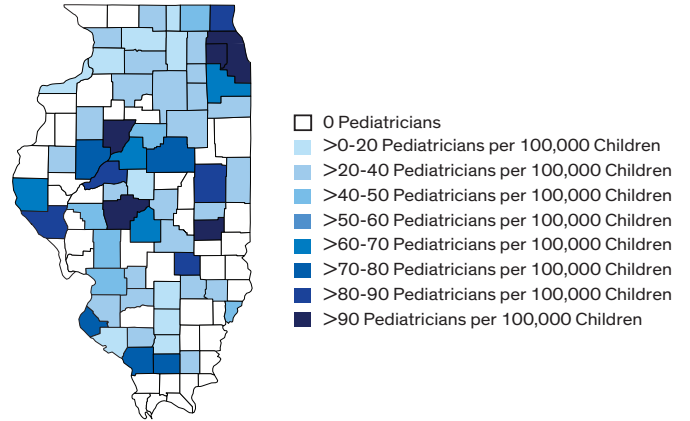 0 Pediatricians
>0-20 Pediatricians per 100,000 Children
>20-40 Pediatricians per 100,000 Children
>40-50 Pediatricians per 100,000 Children
>50-60 Pediatricians per 100,000 Children
>60-70 Pediatricians per 100,000 Children
>70-80 Pediatricians per 100,000 Children
>80-90 Pediatricians per 100,000 Children
>90 Pediatricians per 100,000 Children